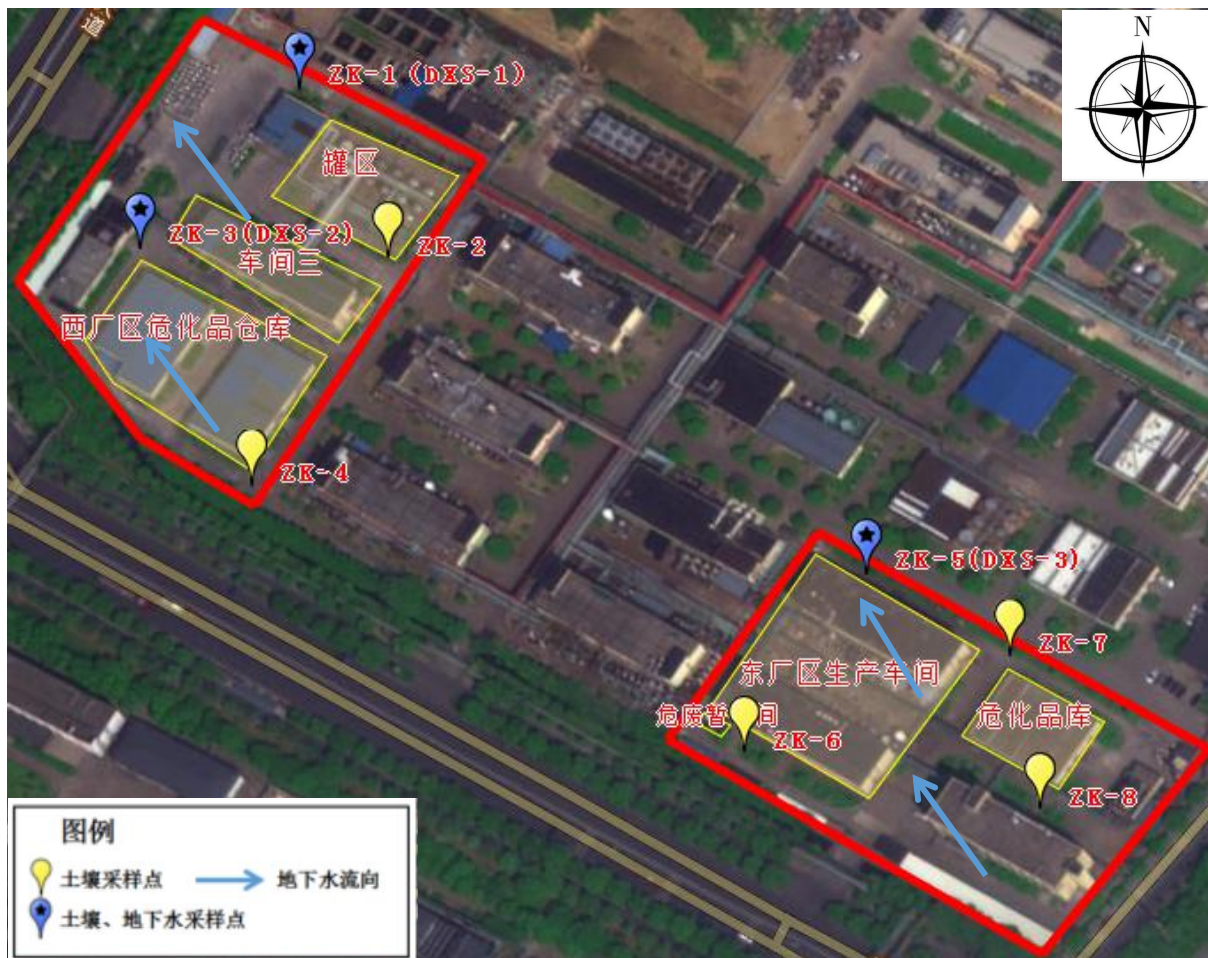 道
N
ZK-1 (DXS-1)
罐区
ZK-3(DXS-2)
ZK-2
车间三
西厂区危化品仓库
ZK-4
ZK-5(DXS-3)
ZK-7
东厂区生产车间
危废暂 间
危化品库
ZK-6
ZK-8
图例
土壤采样点
地下水流向
土壤、地下水采样点